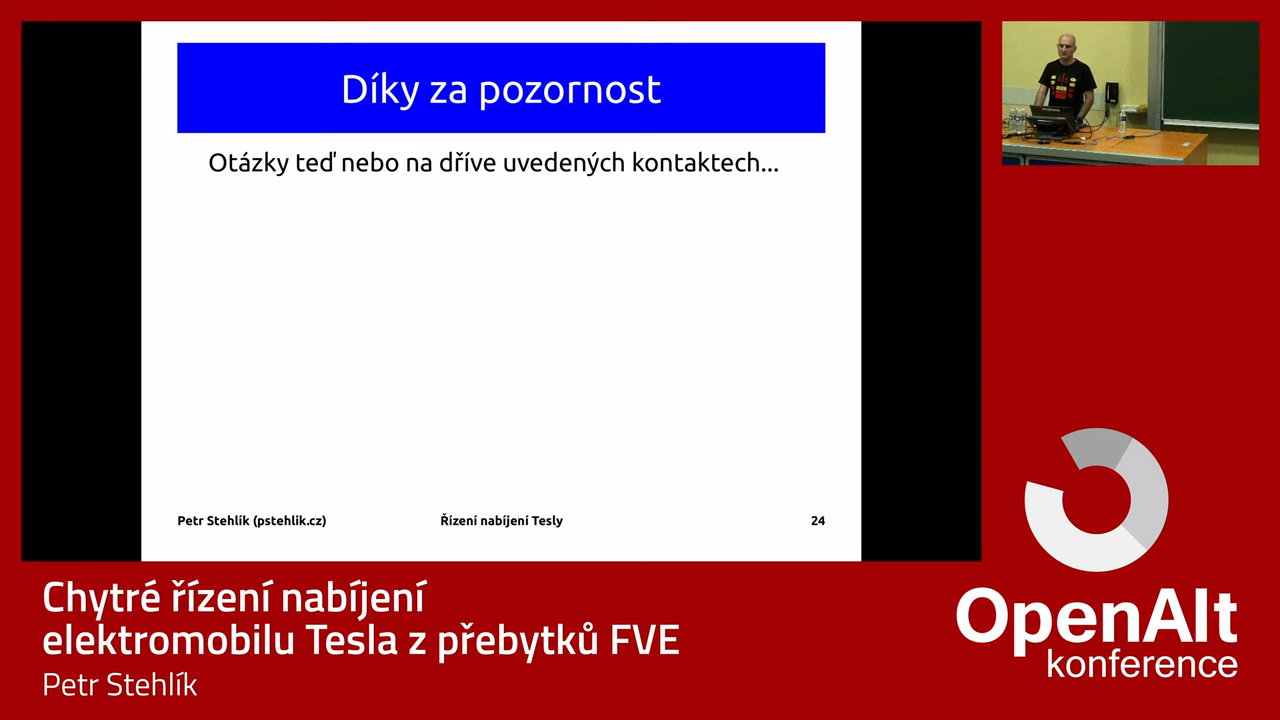 Díky za pozornost
Otázky teď nebo na dříve uvedených kontaktech...
Petr Stehlík (pstehlik.cz)
Řízení nabíjení Tesly
24
Chytré řízení nabíjení
elektromobilu Tesla z přebytků FVE
Petr Stehlík
OpenAlt
konference